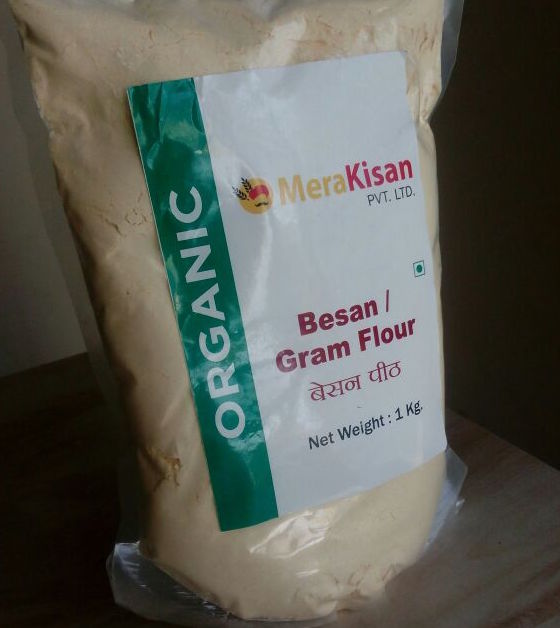 ORGANIC
MeraKisan
PVT. LTD.
Besan /
Gram Flour
बेसन पीठ
Net Weight : 1 Kg.